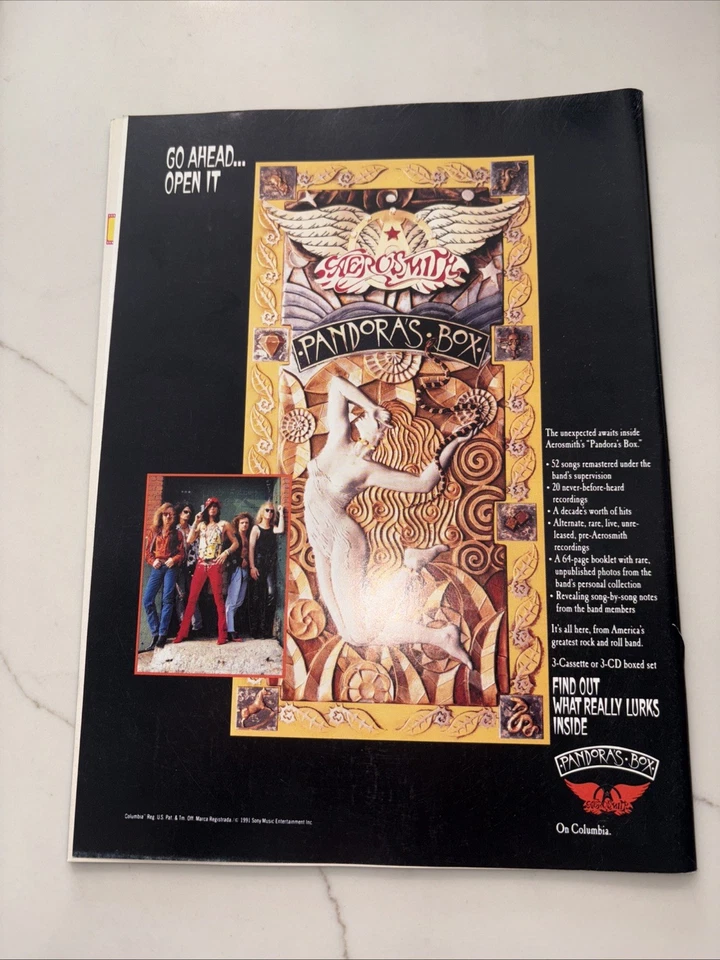 GO AHEAD...
OPEN IT
AEROSMITH
·PANDORA'S·BOX·
The unexpected awaits inside
Aerosmith's "Pandora's Box."
• 52 songs remastered under the
band's supervision
• 20 never-before-heard
recordings
• A decade's worth of hits
• Alternate, rare, live, unre-
leased, pre-Aerosmith
recordings
• A 64-page booklet with rare,
unpublished photos from the
band's personal collection
• Revealing song-by-song notes
from the band members
It's all here, from America's
greatest rock and roll band.
3-Cassette or 3-CD boxed set
FIND OUT
WHAT REALLY LURKS
INSIDE
·PANDORA'S·BOX·
AEROSMITH
On Columbia.
Columbia" Reg. U.S. Pat. & Tm. Off. Marca Registrada./© 1991 Sony Music Entertainment Inc.